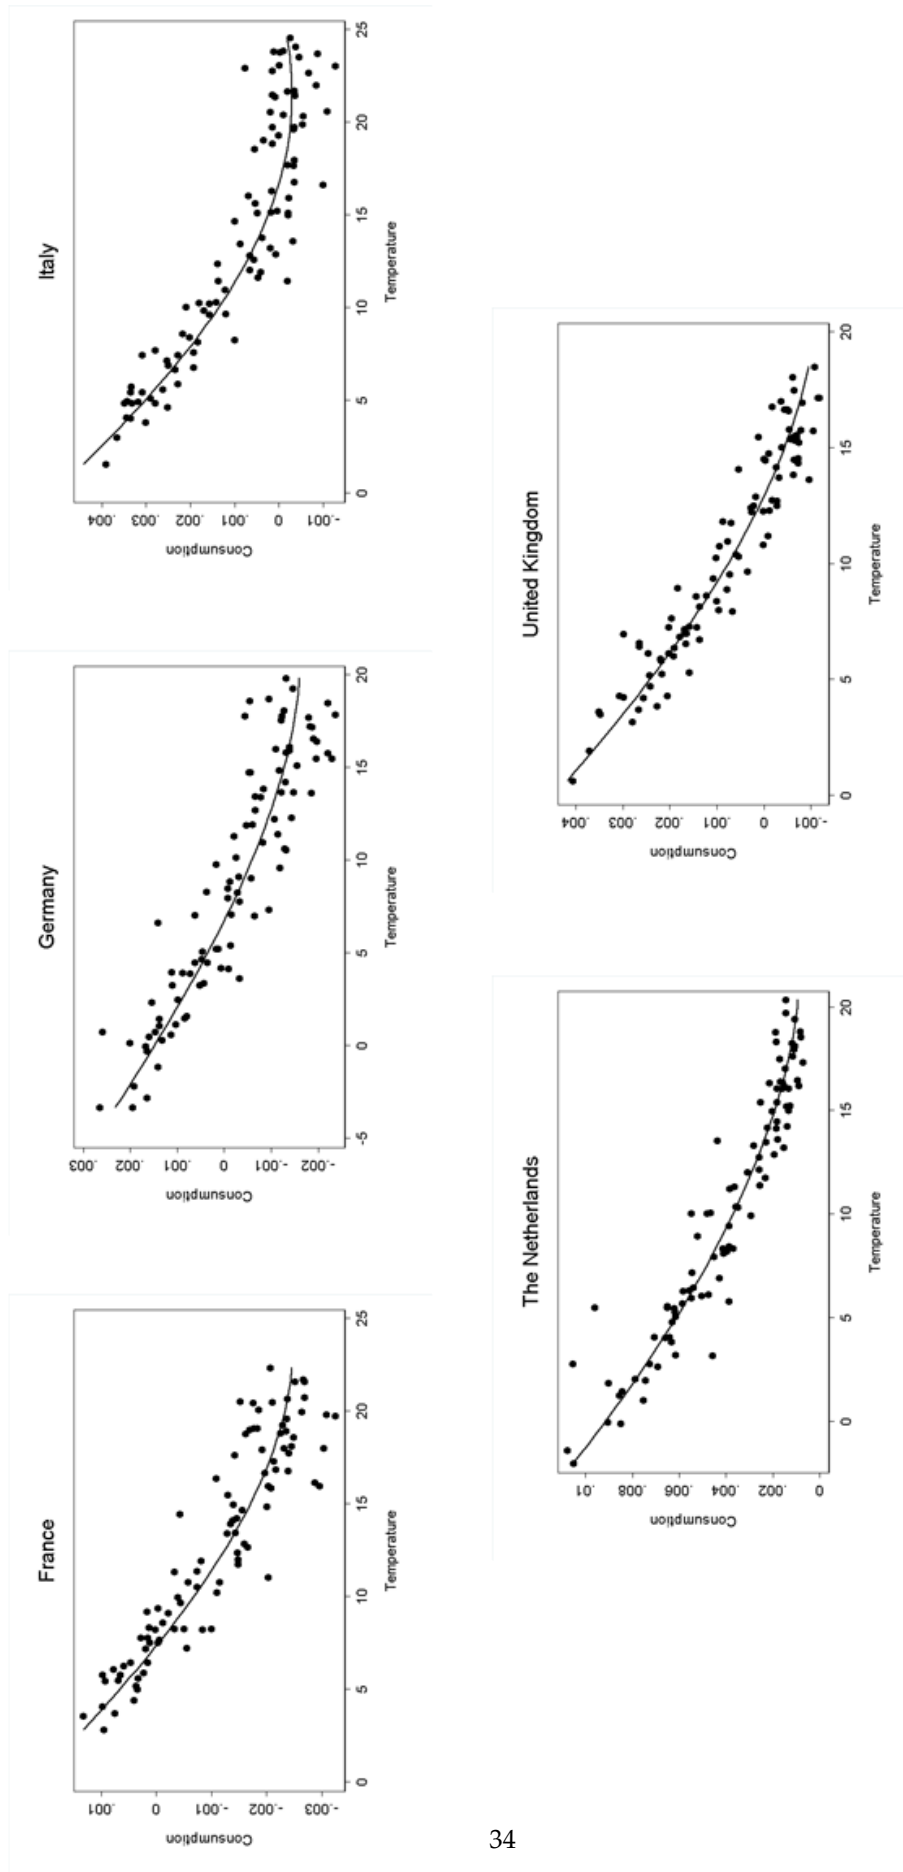 France
Consumption
.001
0
-.001
-.002
-.003
0 5 10 15 20 25
Temperature
Germany
Consumption
.003
.002
.001
0
-.001
-.002
-5 0 5 10 15 20
Temperature
Italy
Consumption
.004
.003
.002
.001
0
-.001
0 5 10 15 20 25
Temperature
The Netherlands
Consumption
.01
.008
.006
.004
.002
0
0 5 10 15 20
Temperature
United Kingdom
Consumption
.004
.003
.002
.001
0
-.001
0 5 10 15 20
Temperature
34